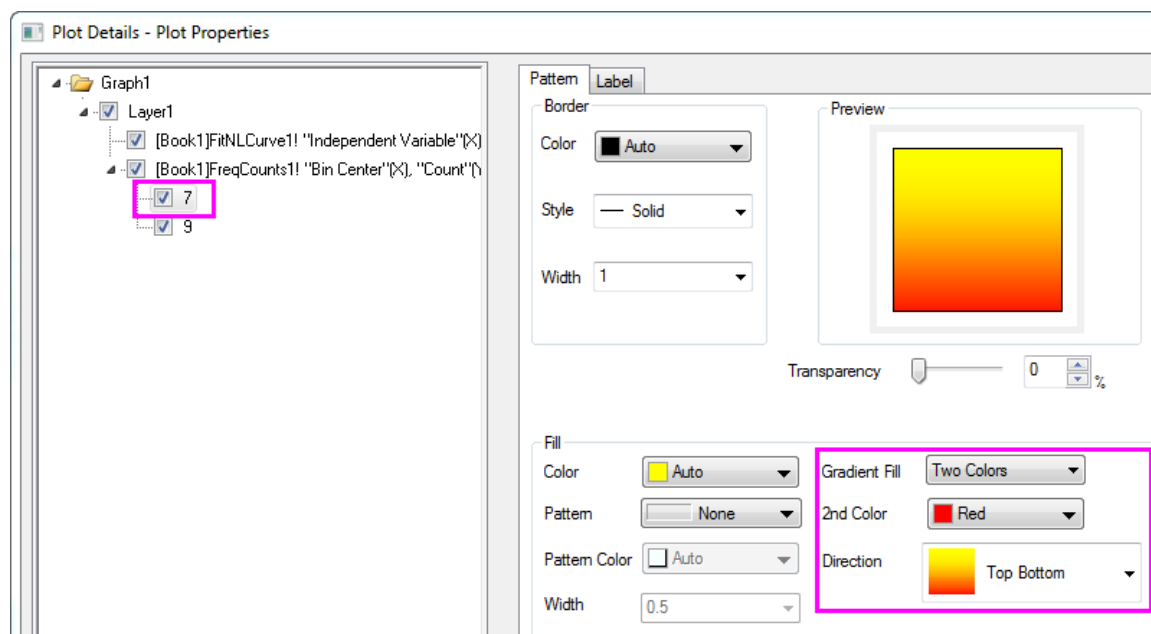 Plot Details - Plot Properties
Graph1
Layer1
[Book1]FitNLCurve1! "Independent Variable"(X)
[Book1]FreqCounts1! "Bin Center"(X), "Count"(Y
7
9
Pattern Label
Border
Color Auto
Style Solid
Width 1
Preview
Transparency 0 %
Fill
Color Auto
Pattern None
Pattern Color Auto
Width 0.5
Gradient Fill Two Colors
2nd Color Red
Direction Top Bottom